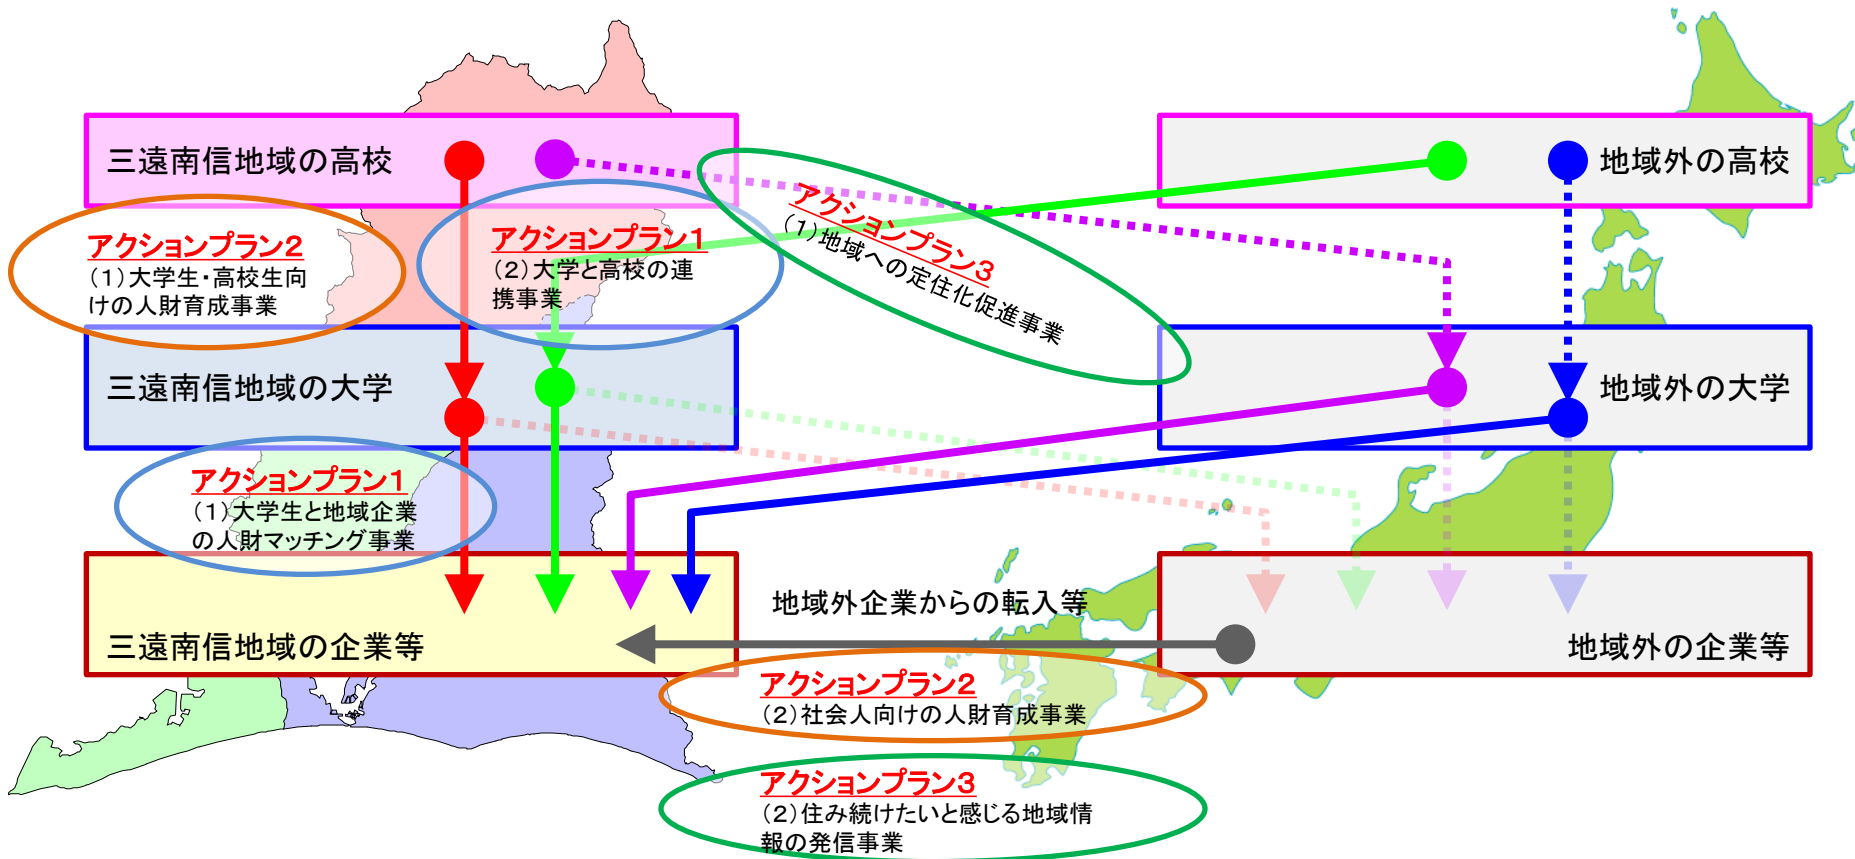 三遠南信地域の高校
地域外の高校
アクションプラン2
(1)大学生・高校生向
けの人財育成事業
アクションプラン1
(2)大学と高校の連
携事業
アクションプラン3
(1)地域への定住化促進事業
三遠南信地域の大学
地域外の大学
アクションプラン1
(1)大学生と地域企業
の人財マッチング事業
地域外企業からの転入等
三遠南信地域の企業等
地域外の企業等
アクションプラン2
(2)社会人向けの人財育成事業
アクションプラン3
(2)住み続けたいと感じる地域情
報の発信事業